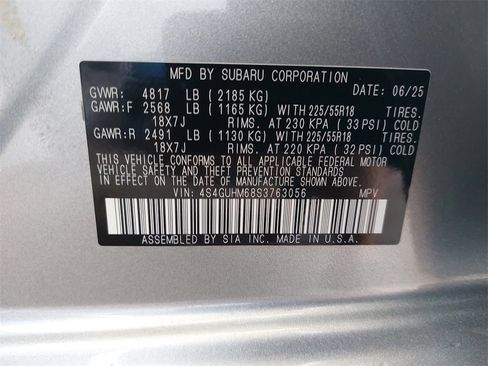 MFD BY SUBARU CORPORATION DATE: 06/25
GVWR: 4817 LB (2185 KG)
GAWR:F 2568 LB (1165 KG) WITH 225/55R18 TIRES.
18X7J RIMS. AT 230 KPA (33 PSI) COLD
GAWR:R 2491 LB (1130 KG) WITH 225/55R18 TIRES.
18X7J RIMS. AT 220 KPA (32 PSI) COLD
THIS VEHICLE CONFORMS TO ALL APPLICABLE FEDERAL MOTOR
VEHICLE SAFETY AND THEFT PREVENTION STANDARDS
IN EFFECT ON THE DATE OF MANUFACTURE SHOWN ABOVE.
VIN: 4S4GUHM68S3763056 MPV
ASSEMBLED BY SIA INC. MADE IN U.S.A.